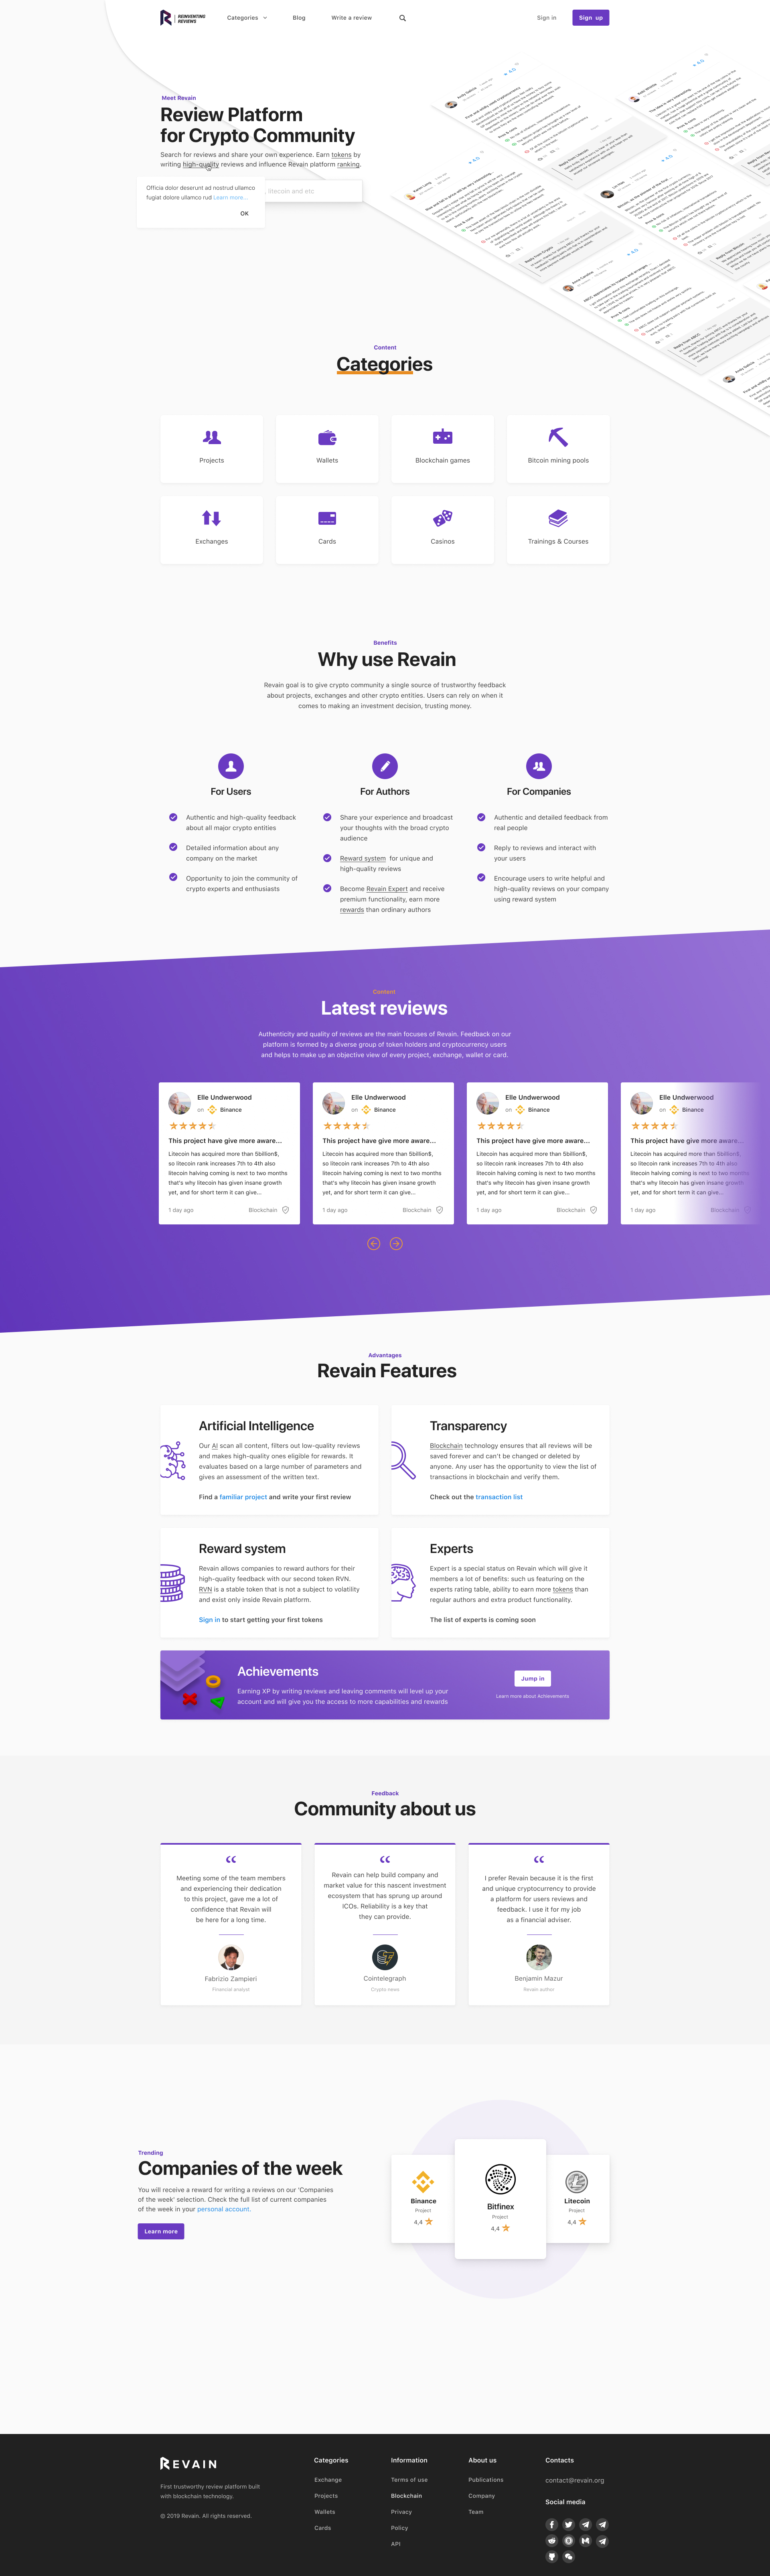 REINVENTING
REVIEWS
Categories
Blog
Write a review
Sign in
Sign up
Meet Revain
Review Platform
for Crypto Community
Search for reviews and share your own experience. Earn tokens by
writing high-quality reviews and influence Revain platform ranking.
Officia dolor deserunt ad nostrud ullamco
fugiat dolore ullamco rud Learn more...
OK
litecoin and etc
Content
Categories
Projects
Wallets
Blockchain games
Bitcoin mining pools
Exchanges
Cards
Casinos
Trainings & Courses
Benefits
Why use Revain
Revain goal is to give crypto community a single source of trustworthy feedback
about projects, exchanges and other crypto entities. Users can rely on when it
comes to making an investment decision, trusting money.
For Users
Authentic and high-quality feedback
about all major crypto entities
Detailed information about any
company on the market
Opportunity to join the community of
crypto experts and enthusiasts
For Authors
Share your experience and broadcast
your thoughts with the broad crypto
audience
Reward system for unique and
high-quality reviews
Become Revain Expert and receive
premium functionality, earn more
rewards than ordinary authors
For Companies
Authentic and detailed feedback from
real people
Reply to reviews and interact with
your users
Encourage users to write helpful and
high-quality reviews on your company
using reward system
Content
Latest reviews
Authenticity and quality of reviews are the main focuses of Revain. Feedback on our
platform is formed by a diverse group of token holders and cryptocurrency users
and helps to make up an objective view of every project, exchange, wallet or card.
Elle Undwerwood
on Binance
This project have give more aware...
Litecoin has acquired more than 5billion$,
so litecoin rank increases 7th to 4th also
litecoin halving coming is next to two months
that's why litecoin has given insane growth
yet, and for short term it can give...
1 day ago
Blockchain
Elle Undwerwood
on Binance
This project have give more aware...
Litecoin has acquired more than 5billion$,
so litecoin rank increases 7th to 4th also
litecoin halving coming is next to two months
that's why litecoin has given insane growth
yet, and for short term it can give...
1 day ago
Blockchain
Elle Undwerwood
on Binance
This project have give more aware...
Litecoin has acquired more than 5billion$,
so litecoin rank increases 7th to 4th also
litecoin halving coming is next to two months
that's why litecoin has given insane growth
yet, and for short term it can give...
1 day ago
Blockchain
Elle Undwerwood
on Binance
This project have give more aware...
Litecoin has acquired more than 5billion$,
so litecoin rank increases 7th to 4th also
litecoin halving coming is next to two months
that's why litecoin has given insane growth
yet, and for short term it can give...
1 day ago
Blockchain
Advantages
Revain Features
Artificial Intelligence
Our AI scan all content, filters out low-quality reviews
and makes high-quality ones eligible for rewards. It
evaluates based on a large number of parameters and
gives an assessment of the written text.
Find a familiar project and write your first review
Transparency
Blockchain technology ensures that all reviews will be
saved forever and can't be changed or deleted by
anyone. Any user has the opportunity to view the list of
transactions in blockchain and verify them.
Check out the transaction list
Reward system
Revain allows companies to reward authors for their
high-quality feedback with our second token RVN.
RVN is a stable token that is not a subject to volatility
and exist only inside Revain platform.
Sign in to start getting your first tokens
Experts
Expert is a special status on Revain which will give it
members a lot of benefits: such us featuring on the
experts rating table, ability to earn more tokens than
regular authors and extra product functionality.
The list of experts is coming soon
Achievements
Earning XP by writing reviews and leaving comments will level up your
account and will give you the access to more capabilities and rewards
Jump in
Learn more about Achievements
Feedback
Community about us
Meeting some of the team members
and experiencing their dedication
to this project, gave me a lot of
confidence that Revain will
be here for a long time.
Fabrizio Zampieri
Financial analyst
Revain can help build company and
market value for this nascent investment
ecosystem that has sprung up around
ICOs. Reliability is a key that
they can provide.
Cointelegraph
Crypto news
I prefer Revain because it is the first
and unique cryptocurrency to provide
a platform for users reviews and
feedback. I use it for my job
as a financial adviser.
Benjamin Mazur
Revain author
Trending
Companies of the week
You will receive a reward for writing a reviews on our 'Companies
of the week' selection. Check the full list of current companies
of the week in your personal account.
Learn more
Binance
Project
4,4
Bitfinex
Project
4,4
Litecoin
Project
4,4
REVAIN
First trustworthy review platform built
with blockchain technology.
© 2019 Revain. All rights reserved.
Categories
Exchange
Projects
Wallets
Cards
Information
Terms of use
Blockchain
Privacy
Policy
API
About us
Publications
Company
Team
Contacts
contact@revain.org
Social media